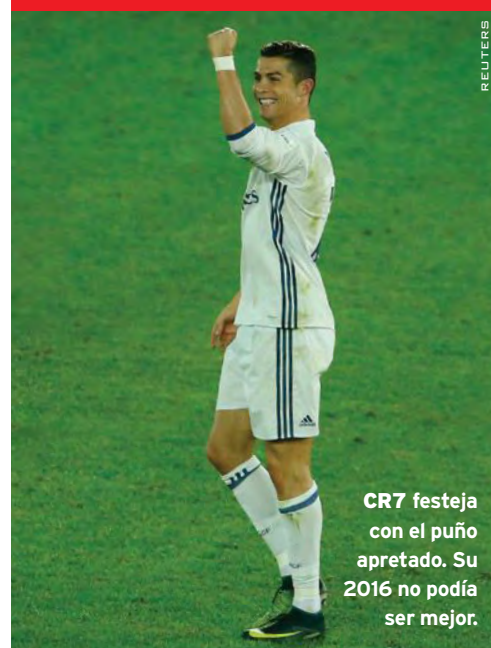 REUTERS
CR7 festeja
con el puño
apretado. Su
2016 no podía
ser mejor.